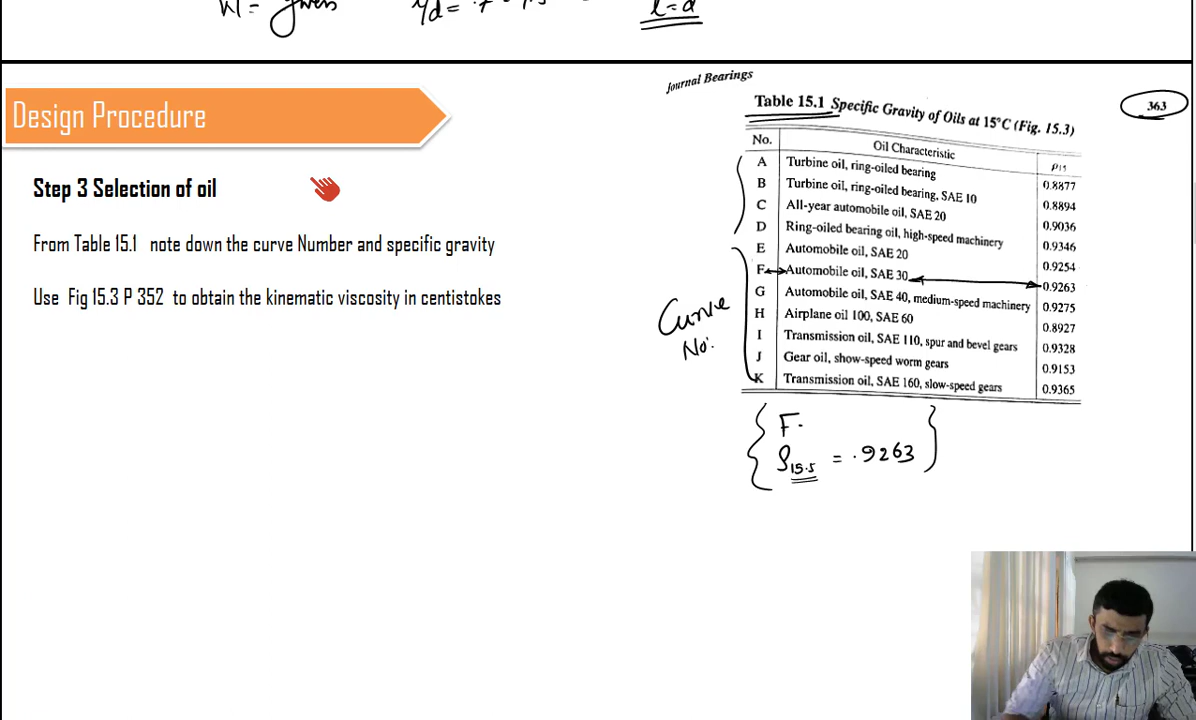 W = given
l = d
Design Procedure
Step 3 Selection of oil
From Table 15.1 note down the curve Number and specific gravity
Use Fig 15.3 P 352 to obtain the kinematic viscosity in centistokes
Journal Bearings
363
Table 15.1 Specific Gravity of Oils at 15°C (Fig. 15.3)
No. Oil Characteristic
A Turbine oil, ring-oiled bearing 0.8877
B Turbine oil, ring-oiled bearing, SAE 10 0.8894
C All-year automobile oil, SAE 20 0.9036
D Ring-oiled bearing oil, high-speed machinery 0.9346
E Automobile oil, SAE 20 0.9254
F Automobile oil, SAE 30 0.9263
G Automobile oil, SAE 40, medium-speed machinery 0.9275
H Airplane oil 100, SAE 60 0.8927
I Transmission oil, SAE 110, spur and bevel gears 0.9328
J Gear oil, show-speed worm gears 0.9153
K Transmission oil, SAE 160, slow-speed gears 0.9365
Curve
No:
F.
ρ15.5 = .9263